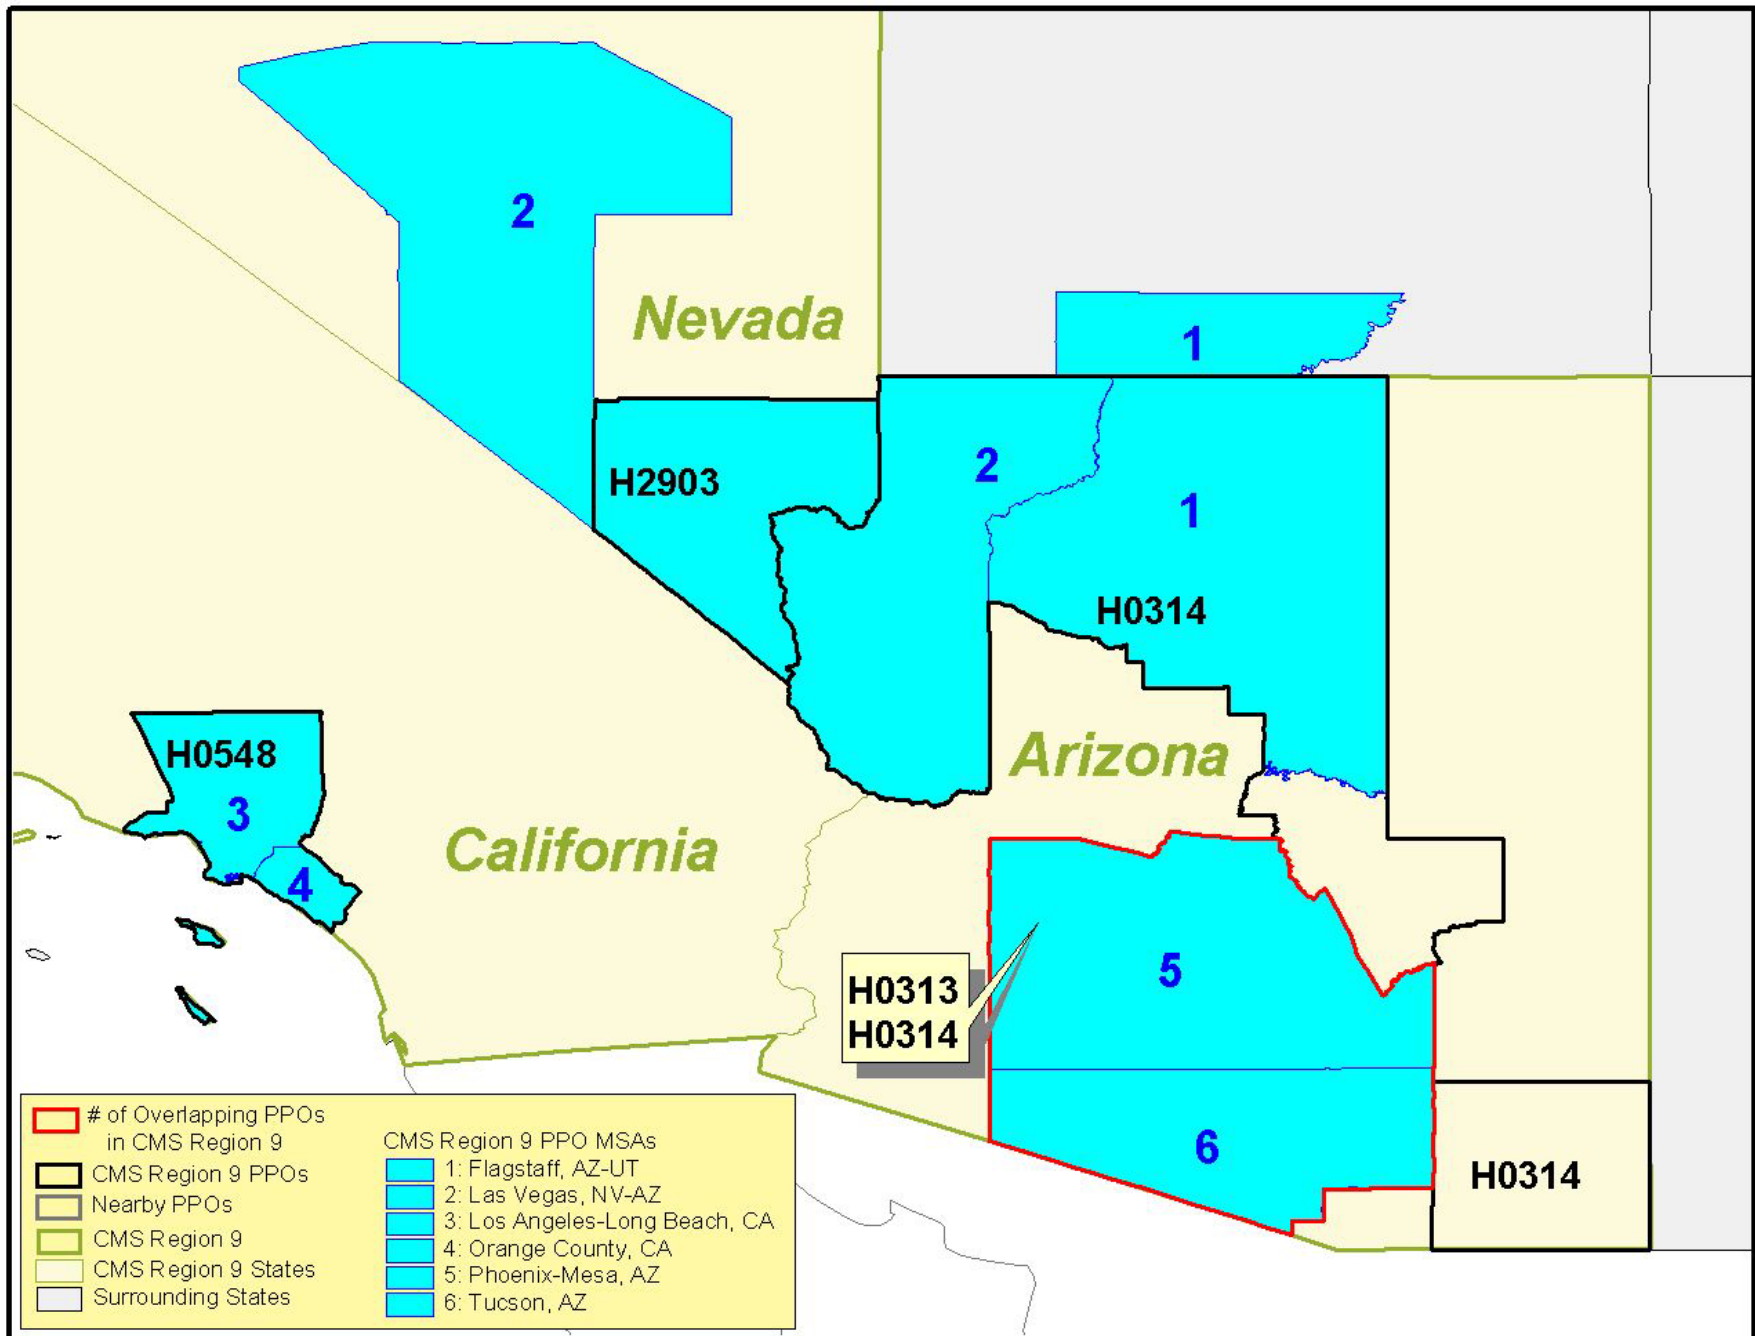 2
Nevada
1
2
H2903
1
H0314
H0548
3
Arizona
California
4
5
H0313
H0314
6
H0314
# of Overlapping PPOs
in CMS Region 9
CMS Region 9 PPOs
Nearby PPOs
CMS Region 9
CMS Region 9 States
Surrounding States
CMS Region 9 PPO MSAs
1: Flagstaff, AZ-UT
2: Las Vegas, NV-AZ
3: Los Angeles-Long Beach, CA
4: Orange County, CA
5: Phoenix-Mesa, AZ
6: Tucson, AZ